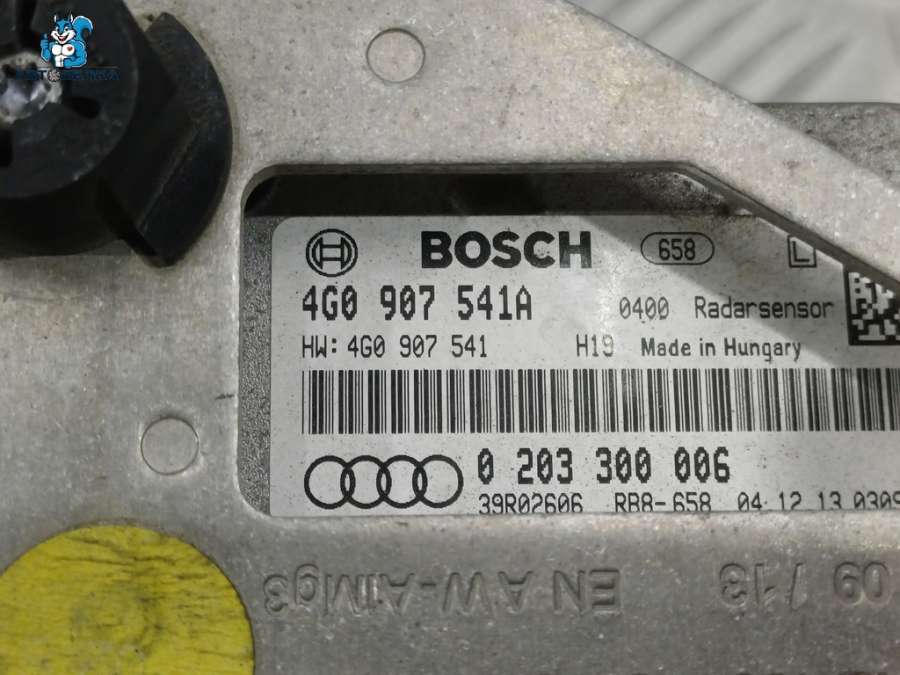 BOSCH 658 L
4G0 907 541A 0400 Radarsensor
HW: 4G0 907 541 H19 Made in Hungary
0 203 300 006
39R02606 RB8-658 04.12.13 0309
EN AW-AlMg3 09 / 13